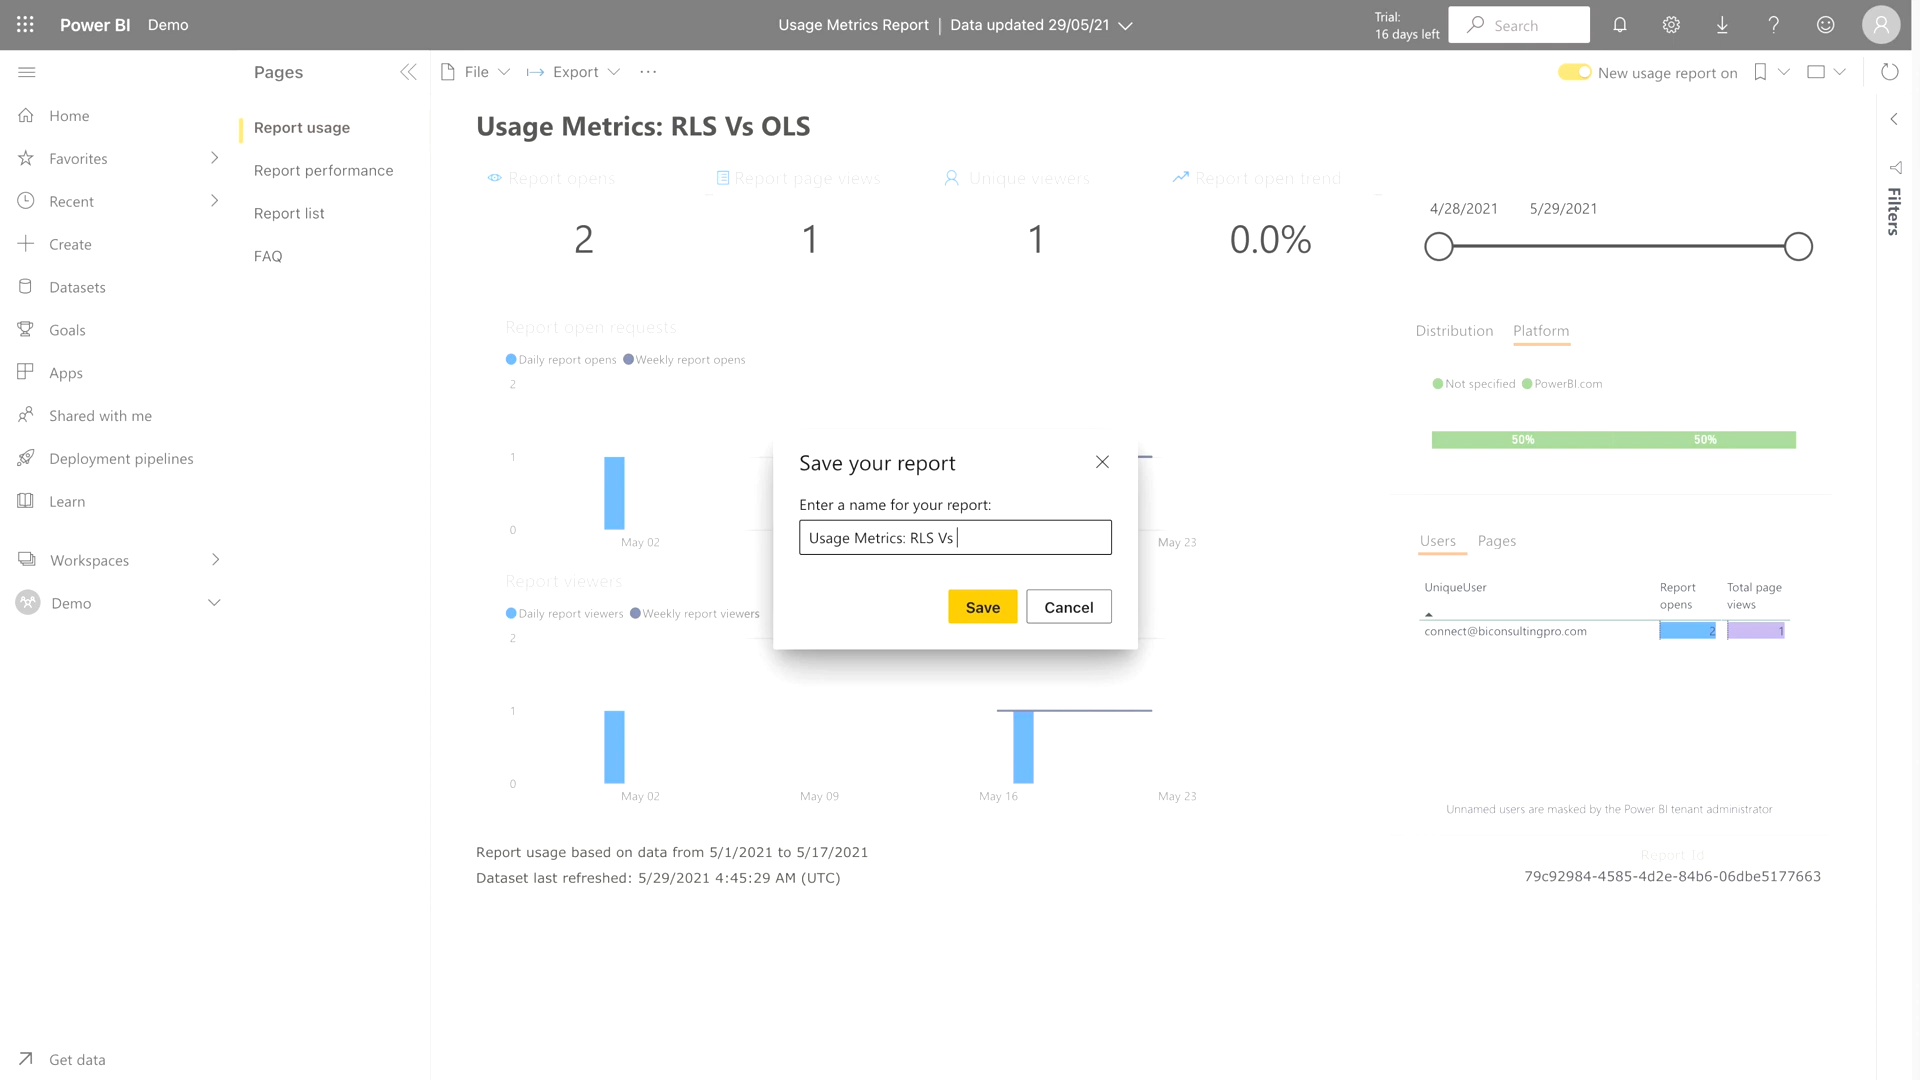 Power BI Demo
Usage Metrics Report | Data updated 29/05/21
Trial:
16 days left
Search
Pages
File
Export
New usage report on
Home
Favorites
Recent
Create
Datasets
Goals
Apps
Shared with me
Deployment pipelines
Learn
Workspaces
Demo
Get data
Report usage
Report performance
Report list
FAQ
Usage Metrics: RLS Vs OLS
Report opens
Report page views
Unique viewers
Report open trend
2
1
1
0.0%
4/28/2021 5/29/2021
Filters
Report open requests
Daily report opens Weekly report opens
2
1
0
May 02
May 23
Distribution Platform
Not specified PowerBI.com
50% 50%
Save your report
Enter a name for your report:
Usage Metrics: RLS Vs
Save
Cancel
Report viewers
Daily report viewers Weekly report viewers
2
1
0
May 02
May 09
May 16
May 23
Users Pages
UniqueUser
Report opens
Total page views
connect@biconsultingpro.com 2 1
Unnamed users are masked by the Power BI tenant administrator
Report usage based on data from 5/1/2021 to 5/17/2021
Dataset last refreshed: 5/29/2021 4:45:29 AM (UTC)
Report Id
79c92984-4585-4d2e-84b6-06dbe5177663